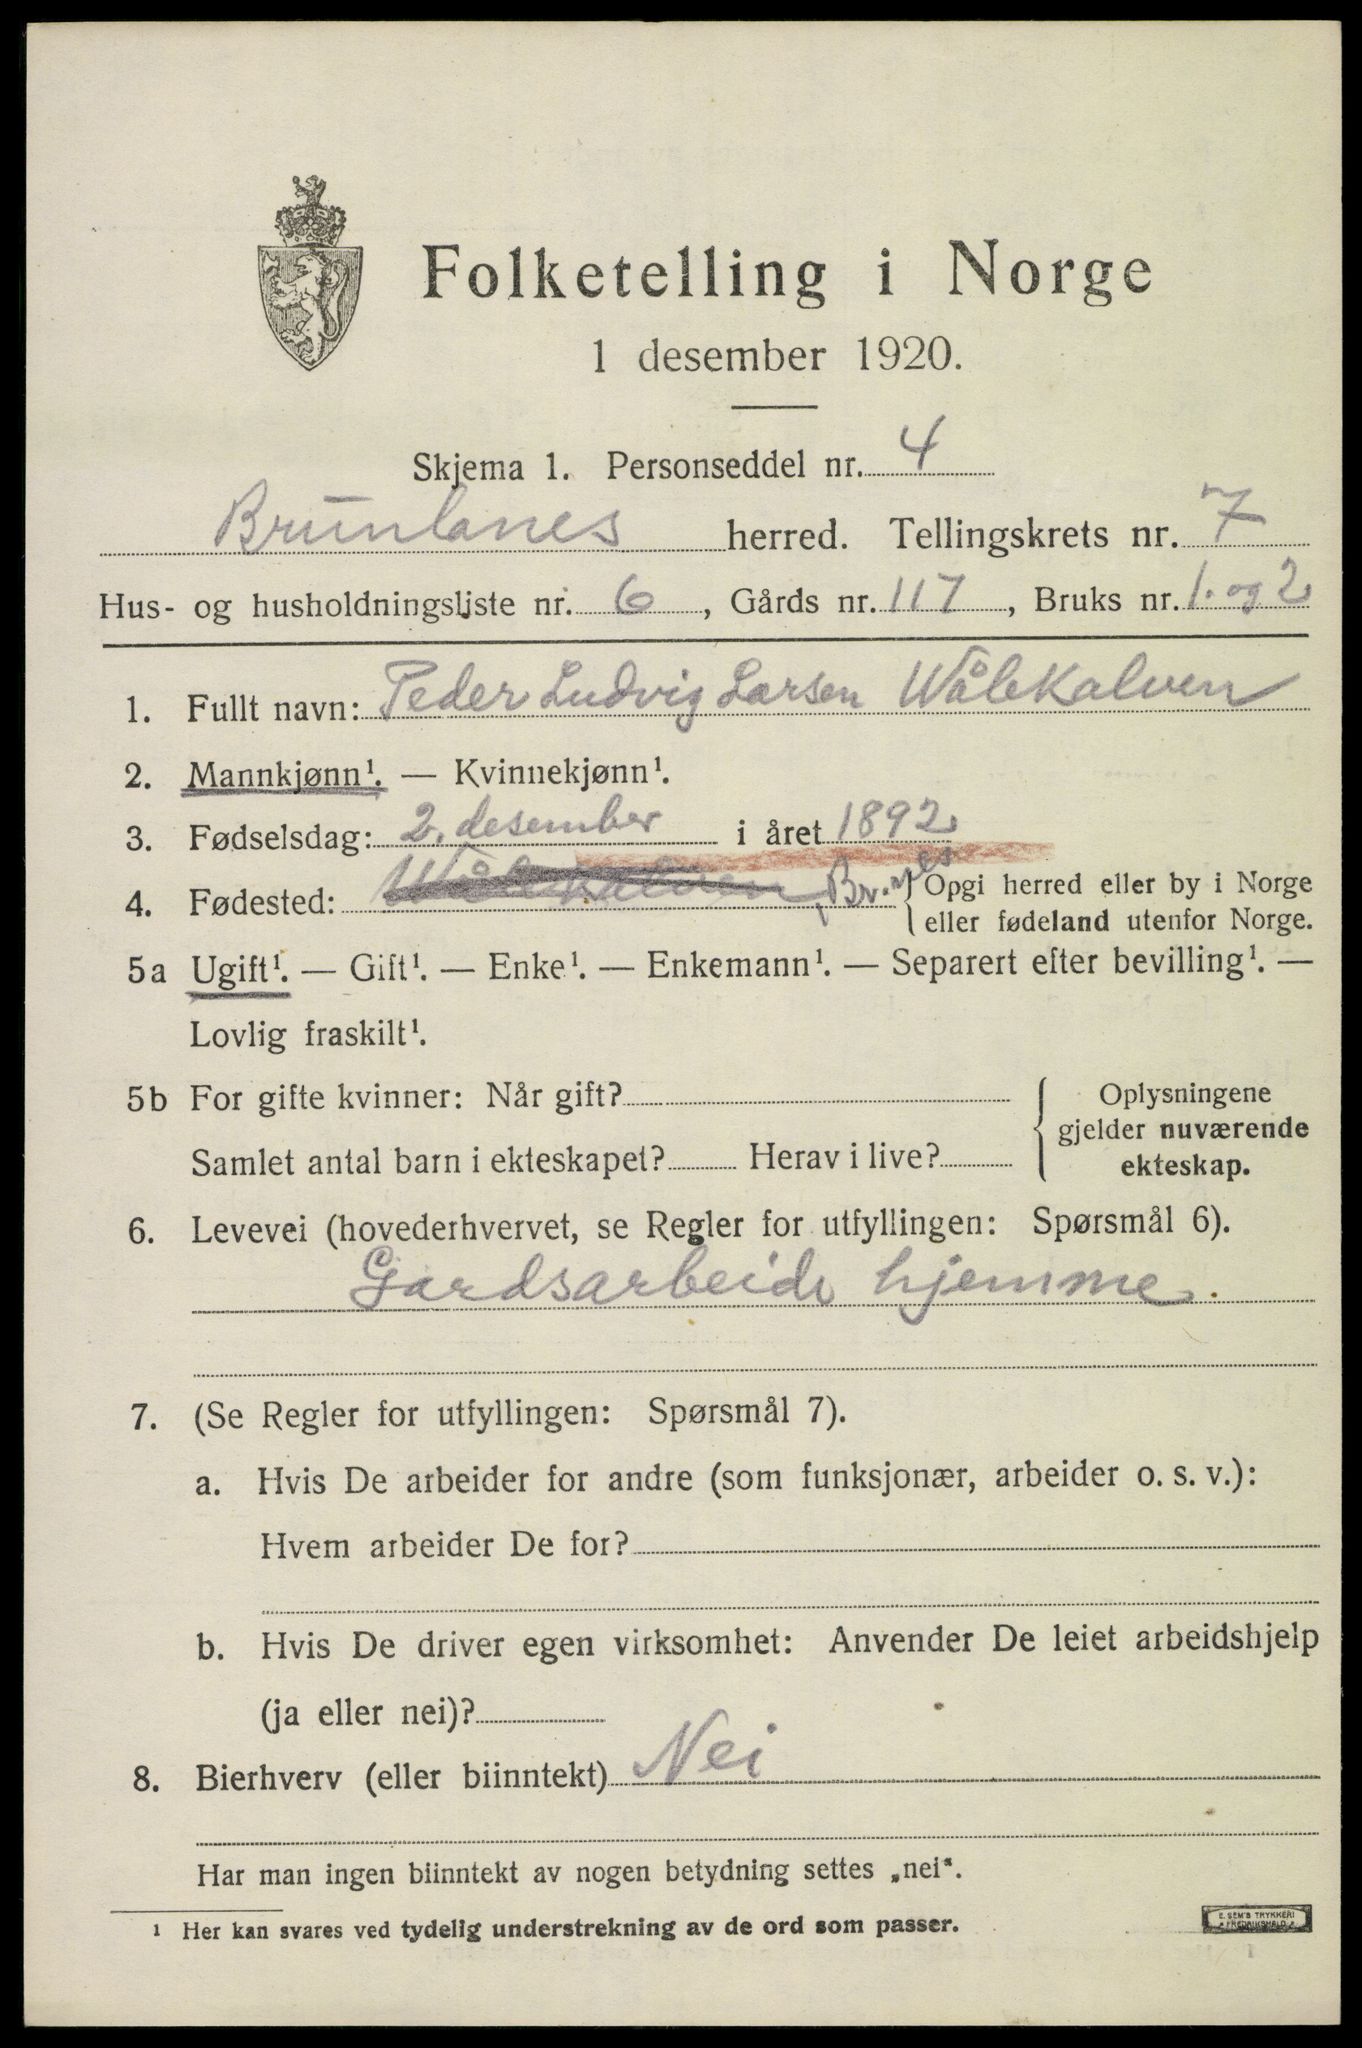 Folketelling i Norge
1 desember 1920.
Skjema 1. Personseddel nr. 4
Brunlanes herred. Tellingskrets nr. 7
Hus- og husholdningsliste nr. 6, Gårds nr. 117, Bruks nr. 1. og 2
1. Fullt navn: Peder Ludvig Larsen Wålekalven
2. Mannkjønn¹. — Kvinnekjønn¹.
3. Fødselsdag: 2. desember i året 1892
4. Fødested: Wålekalven, Br.nes { Opgi herred eller by i Norge
eller fødeland utenfor Norge.
5a Ugift¹. — Gift¹. — Enke¹. — Enkemann¹. — Separert efter bevilling¹. —
Lovlig fraskilt¹.
5b For gifte kvinner: Når gift? { Oplysningene
gjelder nuværende
Samlet antal barn i ekteskapet? Herav i live? ekteskap.
6. Levevei (hovederhvervet, se Regler for utfyllingen: Spørsmål 6).
Gardsarbeide hjemme.
7. (Se Regler for utfyllingen: Spørsmål 7).
a. Hvis De arbeider for andre (som funksjonær, arbeider o. s. v.):
Hvem arbeider De for?
b. Hvis De driver egen virksomhet: Anvender De leiet arbeidshjelp
(ja eller nei)?
8. Bierhverv (eller biinntekt) Nei
Har man ingen biinntekt av nogen betydning settes „nei“.
¹ Her kan svares ved tydelig understrekning av de ord som passer.
E. SEM'S TRYKKERI
FREDRIKSHALD